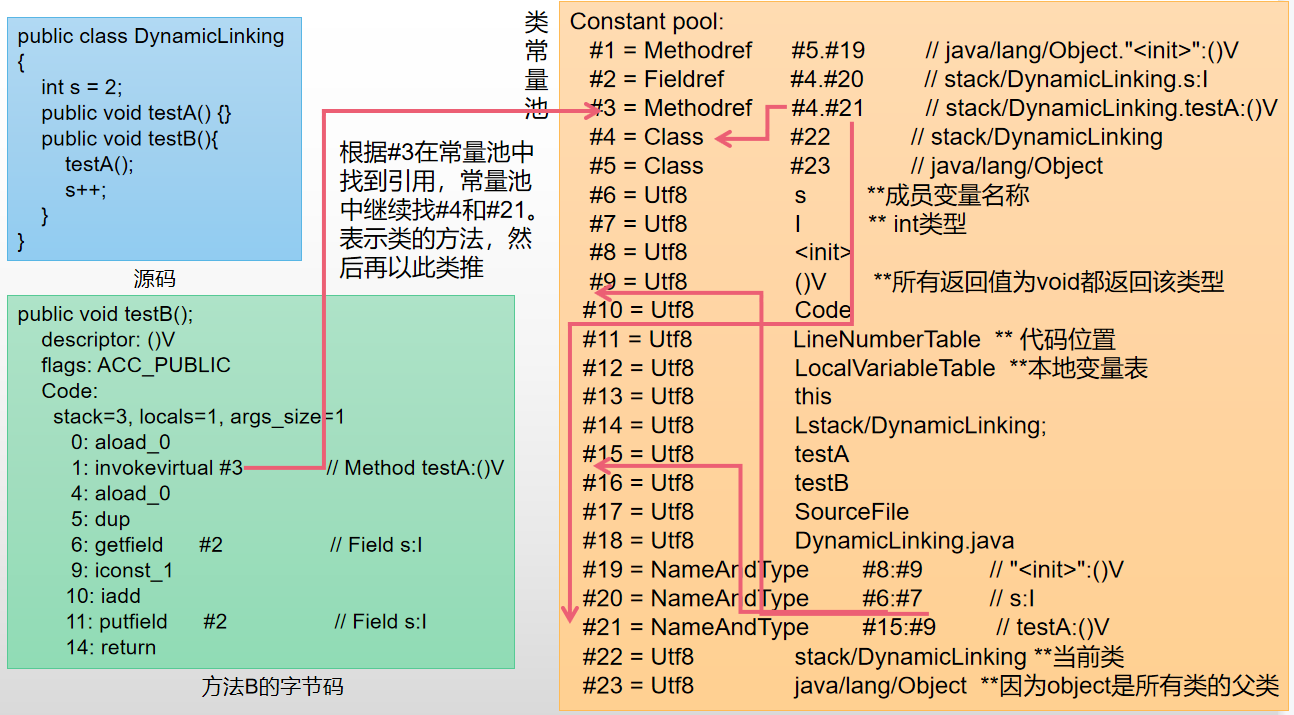 public class DynamicLinking
{
int s = 2;
public void testA() {}
public void testB(){
testA();
s++;
}
}
源码
public void testB();
descriptor: ()V
flags: ACC_PUBLIC
Code:
stack=3, locals=1, args_size=1
0: aload_0
1: invokevirtual #3 // Method testA:()V
4: aload_0
5: dup
6: getfield #2 // Field s:I
9: iconst_1
10: iadd
11: putfield #2 // Field s:I
14: return
方法B的字节码
根据#3在常量池中
找到引用，常量池
中继续找#4和#21。
表示类的方法，然
后再以此类推
类
常
量
池
Constant pool:
#1 = Methodref #5.#19 // java/lang/Object."<init>":()V
#2 = Fieldref #4.#20 // stack/DynamicLinking.s:I
#3 = Methodref #4.#21 // stack/DynamicLinking.testA:()V
#4 = Class #22 // stack/DynamicLinking
#5 = Class #23 // java/lang/Object
#6 = Utf8 s **成员变量名称
#7 = Utf8 I ** int类型
#8 = Utf8 <init>
#9 = Utf8 ()V **所有返回值为void都返回该类型
#10 = Utf8 Code
#11 = Utf8 LineNumberTable ** 代码位置
#12 = Utf8 LocalVariableTable **本地变量表
#13 = Utf8 this
#14 = Utf8 Lstack/DynamicLinking;
#15 = Utf8 testA
#16 = Utf8 testB
#17 = Utf8 SourceFile
#18 = Utf8 DynamicLinking.java
#19 = NameAndType #8:#9 // "<init>":()V
#20 = NameAndType #6:#7 // s:I
#21 = NameAndType #15:#9 // testA:()V
#22 = Utf8 stack/DynamicLinking **当前类
#23 = Utf8 java/lang/Object **因为object是所有类的父类